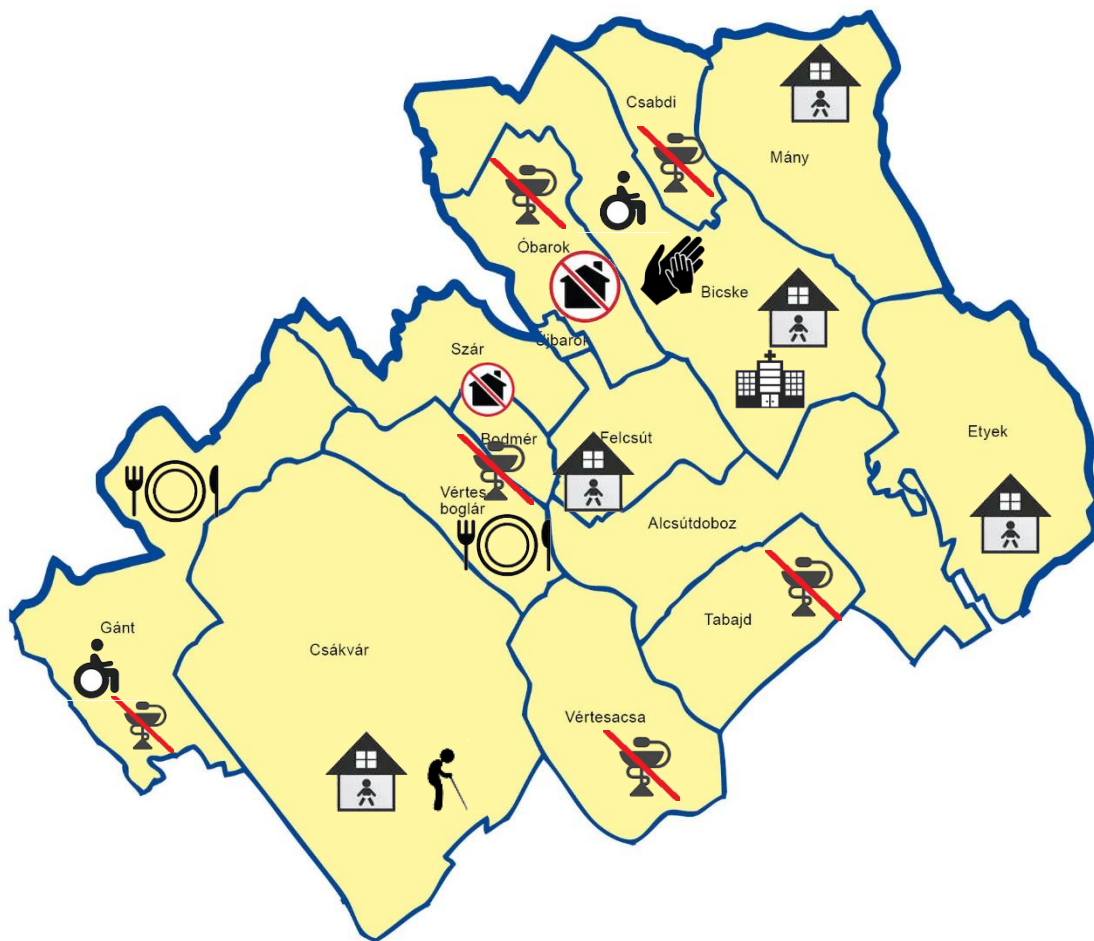 Csabdi
Mány
Óbarok
Bicske
Újbarok
Szár
Bodmér
Felcsút
Etyek
Vértes
boglár
Alcsútdoboz
Tabajd
Gánt
Csákvár
Vértesacsa